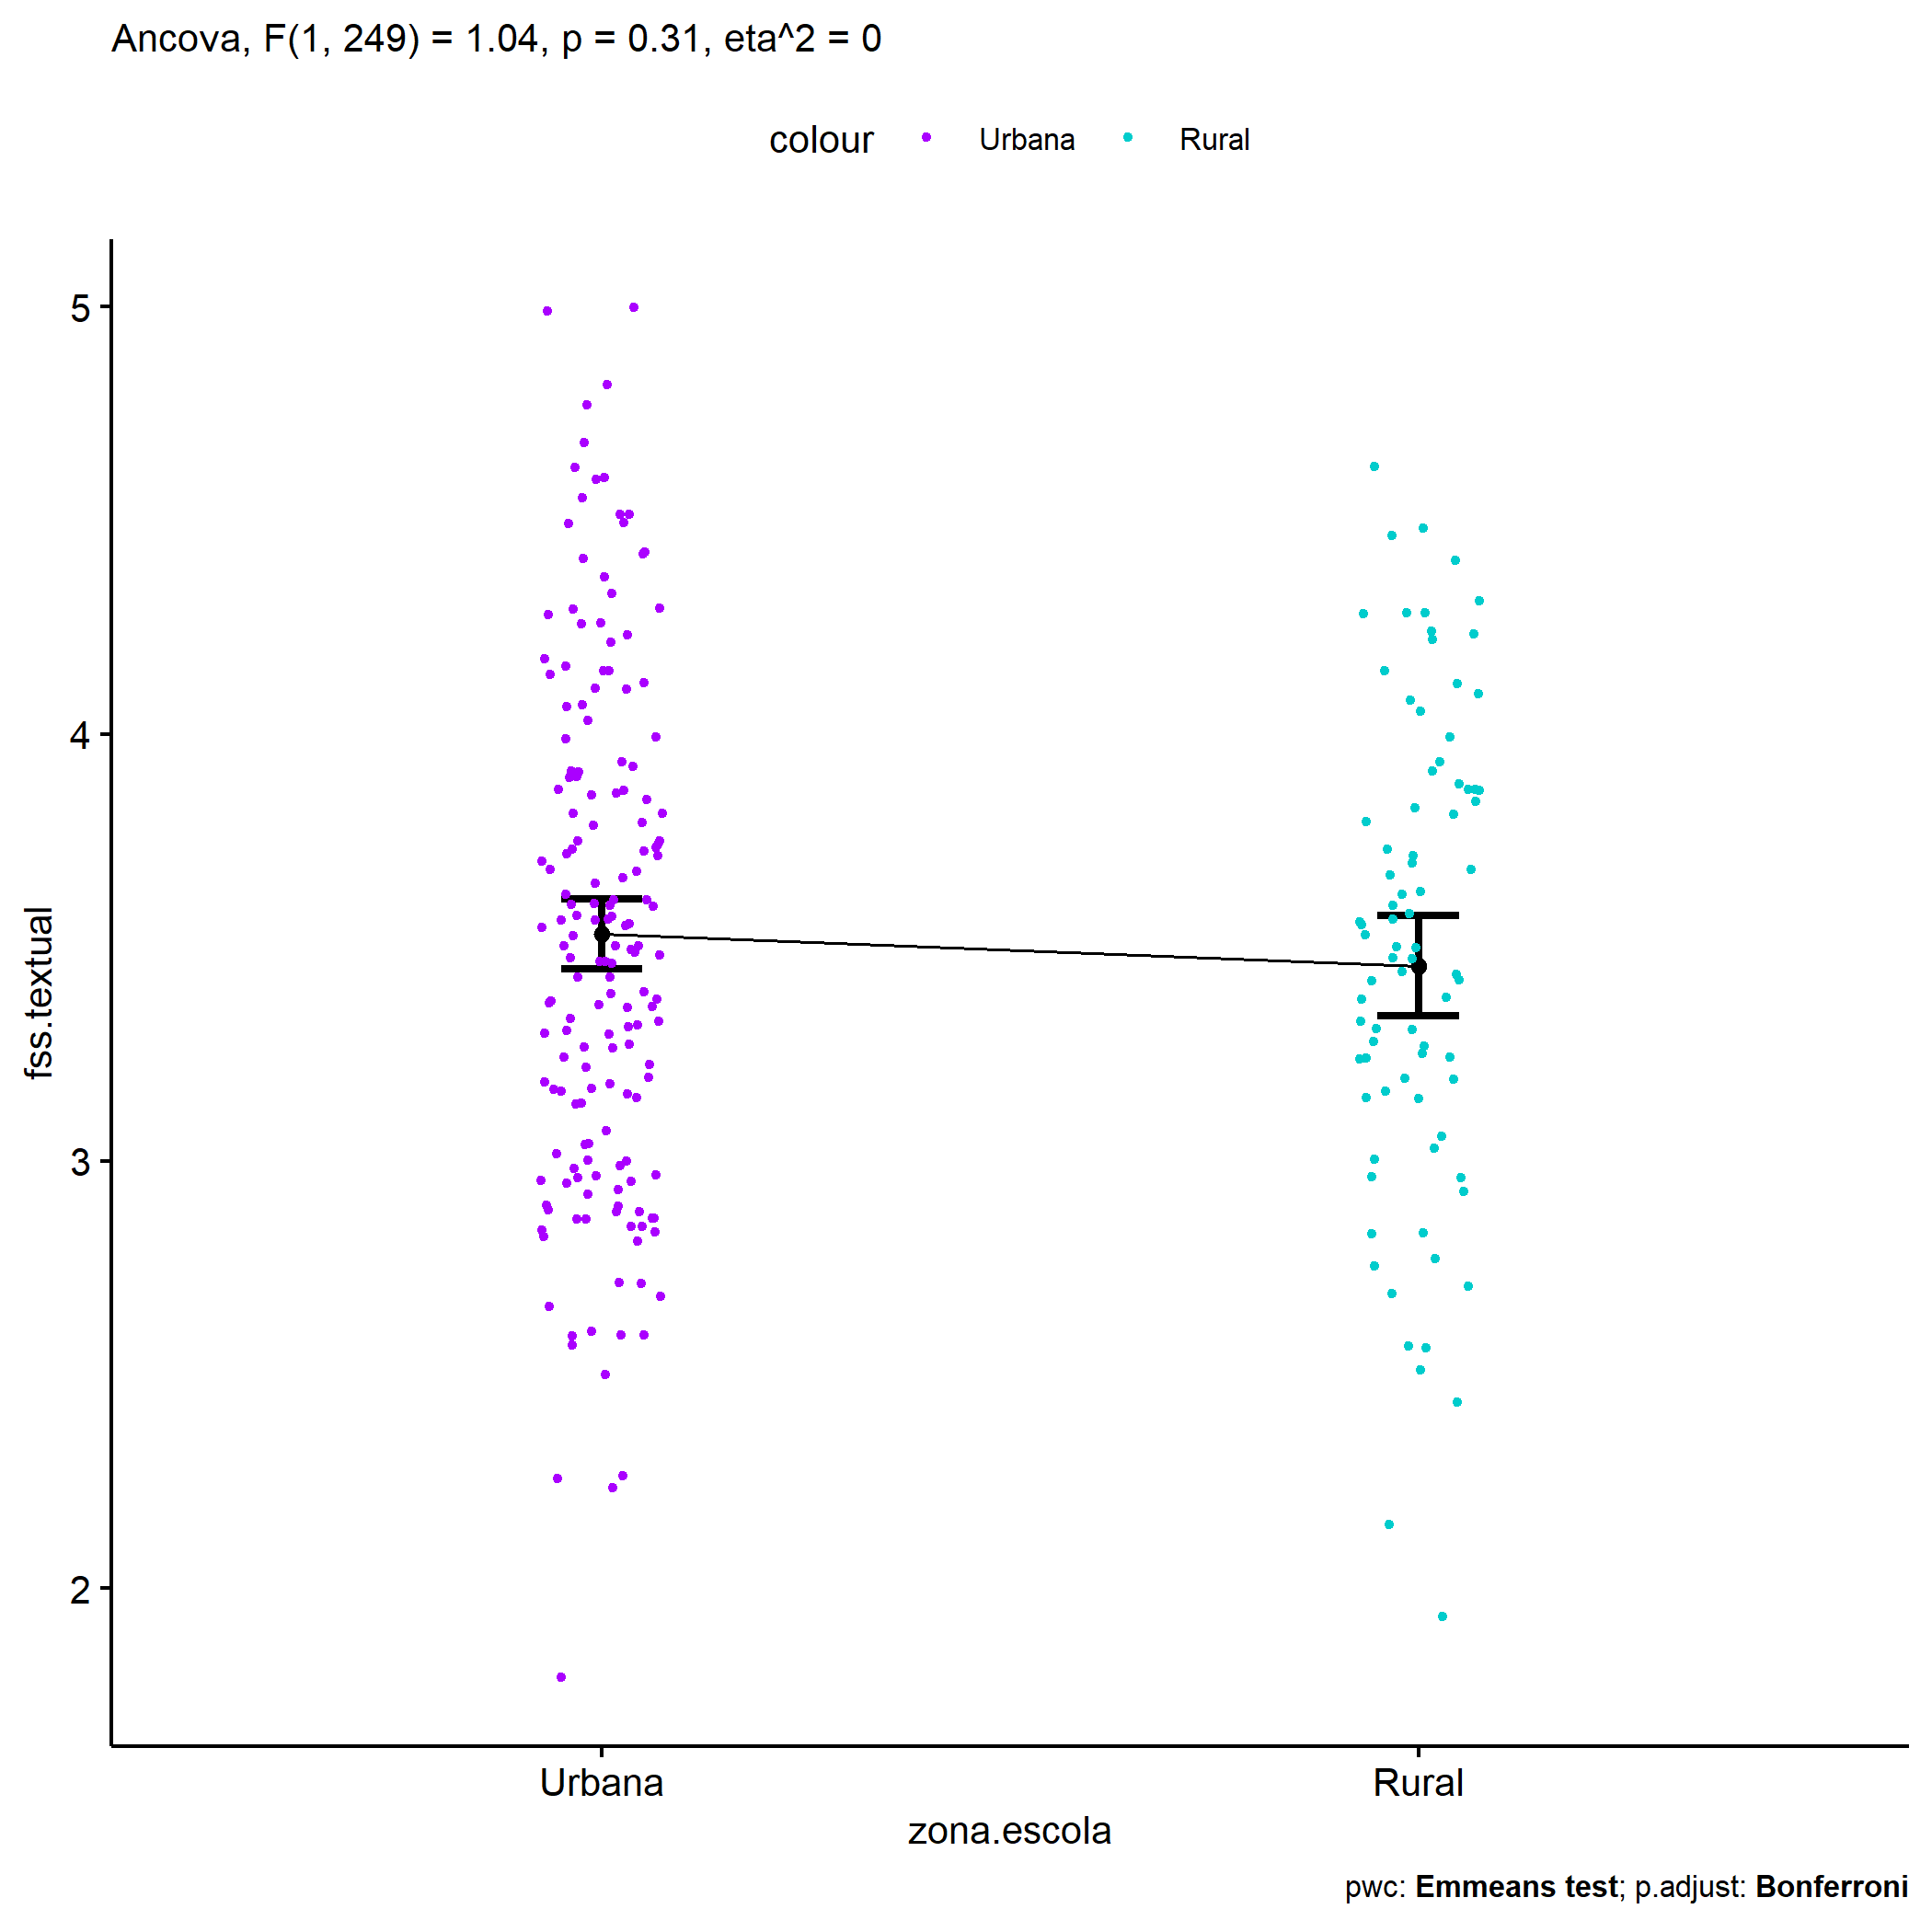 Ancova, F(1, 249) = 1.04, p = 0.31, eta^2 = 0
colour Urbana Rural
5
4
3
2
fss.textual
Urbana Rural
zona.escola
pwc: Emmeans test; p.adjust: Bonferroni